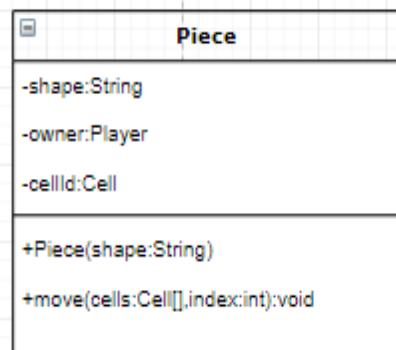 Piece
-shape:String
-owner:Player
-cellId:Cell
+Piece(shape:String)
+move(cells:Cell[],index:int):void